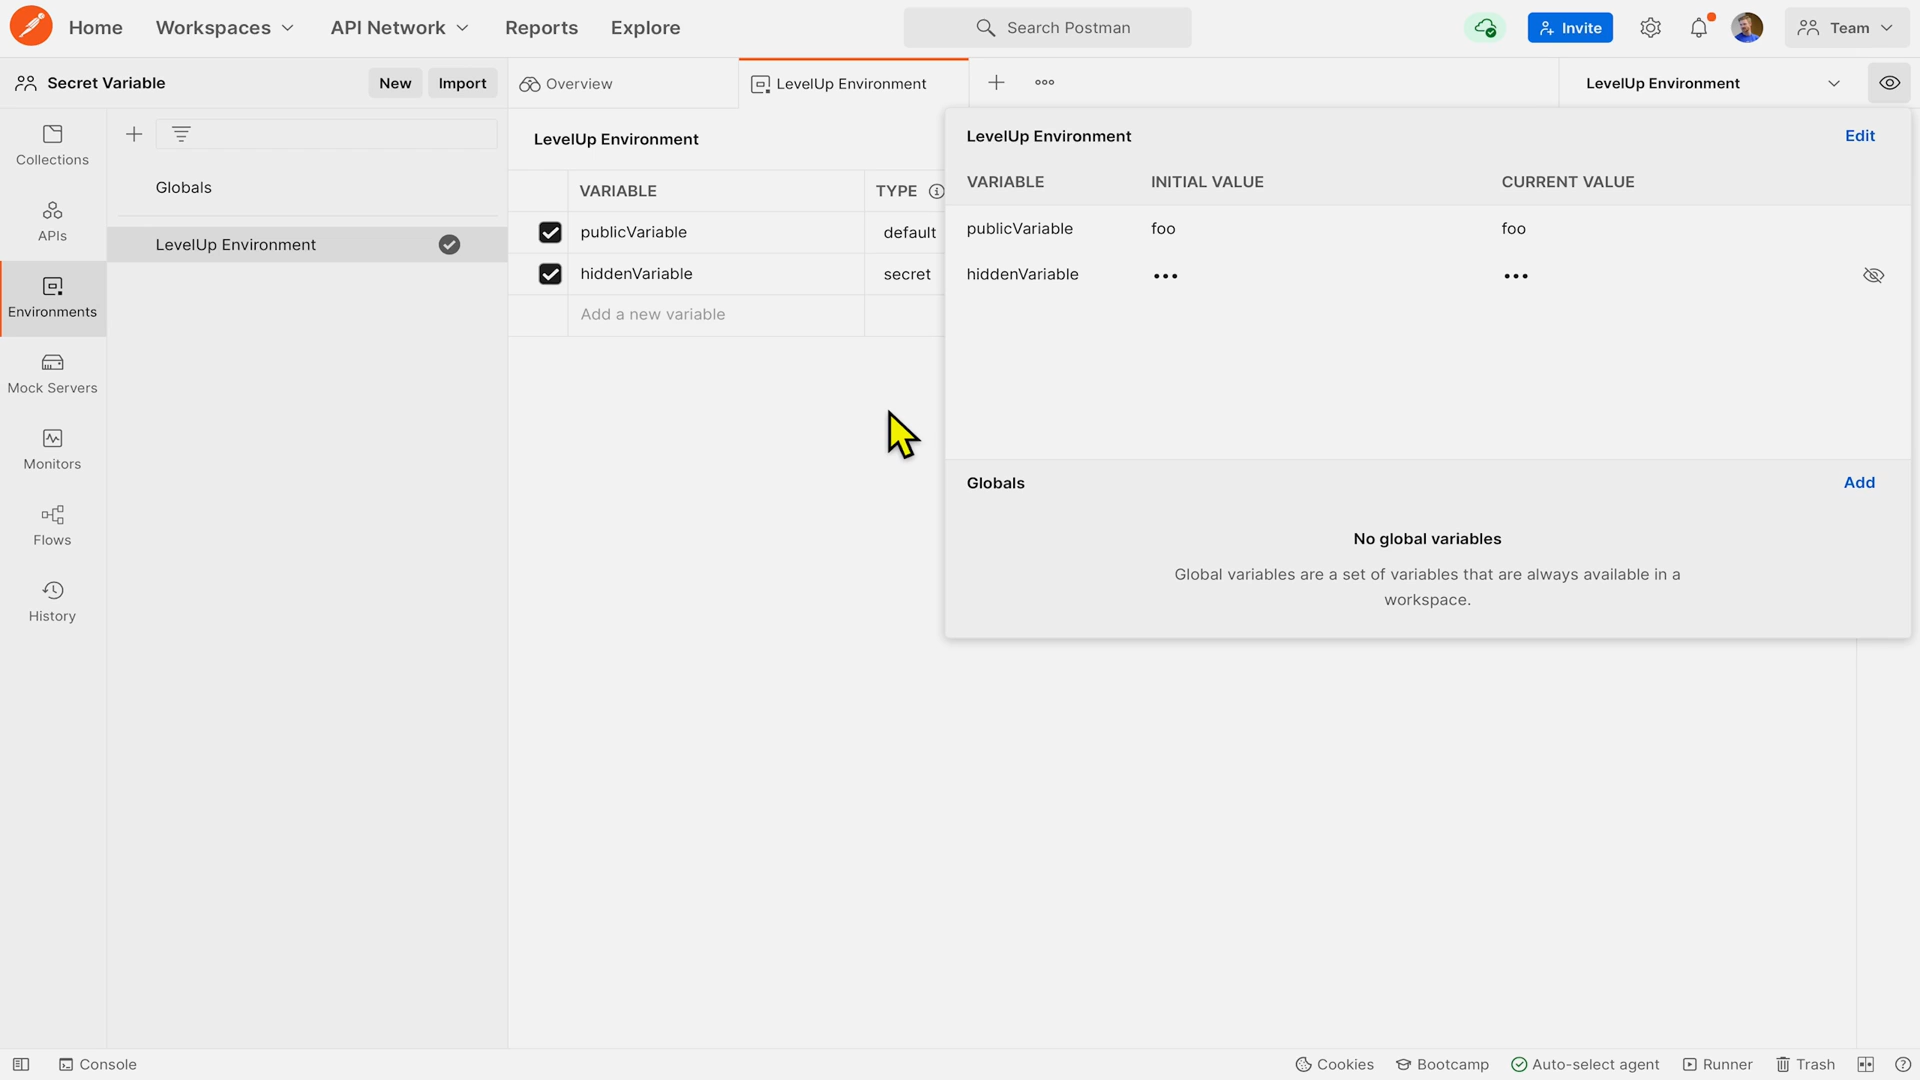 Home
Workspaces
API Network
Reports
Explore
Search Postman
Invite
Team
Secret Variable
New
Import
Overview
LevelUp Environment
LevelUp Environment
Collections
APIs
Environments
Mock Servers
Monitors
Flows
History
Globals
LevelUp Environment
LevelUp Environment
VARIABLE
TYPE
publicVariable
default
hiddenVariable
secret
Add a new variable
LevelUp Environment
Edit
VARIABLE
INITIAL VALUE
CURRENT VALUE
publicVariable
foo
foo
hiddenVariable
•••
•••
Globals
Add
No global variables
Global variables are a set of variables that are always available in a
workspace.
Console
Cookies
Bootcamp
Auto-select agent
Runner
Trash